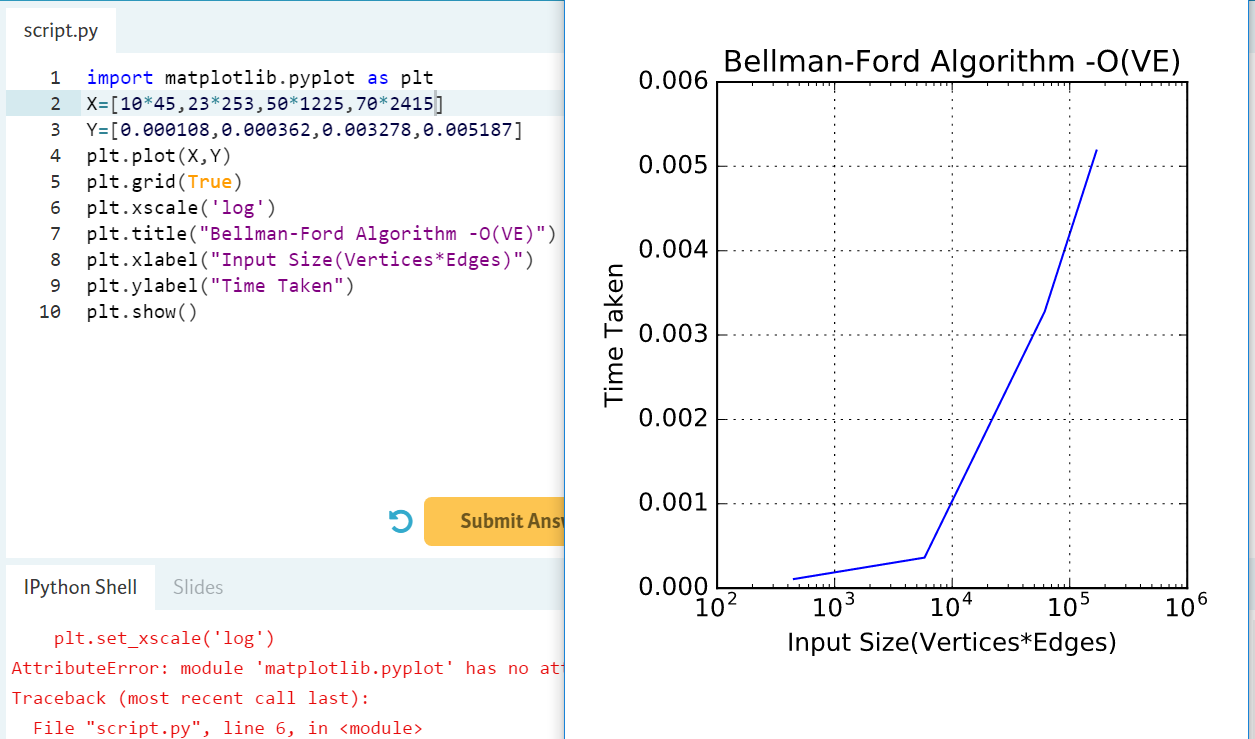 script.py
1 import matplotlib.pyplot as plt
2 X=[10*45,23*253,50*1225,70*2415]
3 Y=[0.000108,0.000362,0.003278,0.005187]
4 plt.plot(X,Y)
5 plt.grid(True)
6 plt.xscale('log')
7 plt.title("Bellman-Ford Algorithm -O(VE)")
8 plt.xlabel("Input Size(Vertices*Edges)")
9 plt.ylabel("Time Taken")
10 plt.show()
Submit Answ
IPython Shell Slides
plt.set_xscale('log')
AttributeError: module 'matplotlib.pyplot' has no att
Traceback (most recent call last):
File "script.py", line 6, in <module>
Bellman-Ford Algorithm -O(VE)
0.006
0.005
0.004
0.003
0.002
0.001
0.000
Time Taken
10^2 10^3 10^4 10^5 10^6
Input Size(Vertices*Edges)